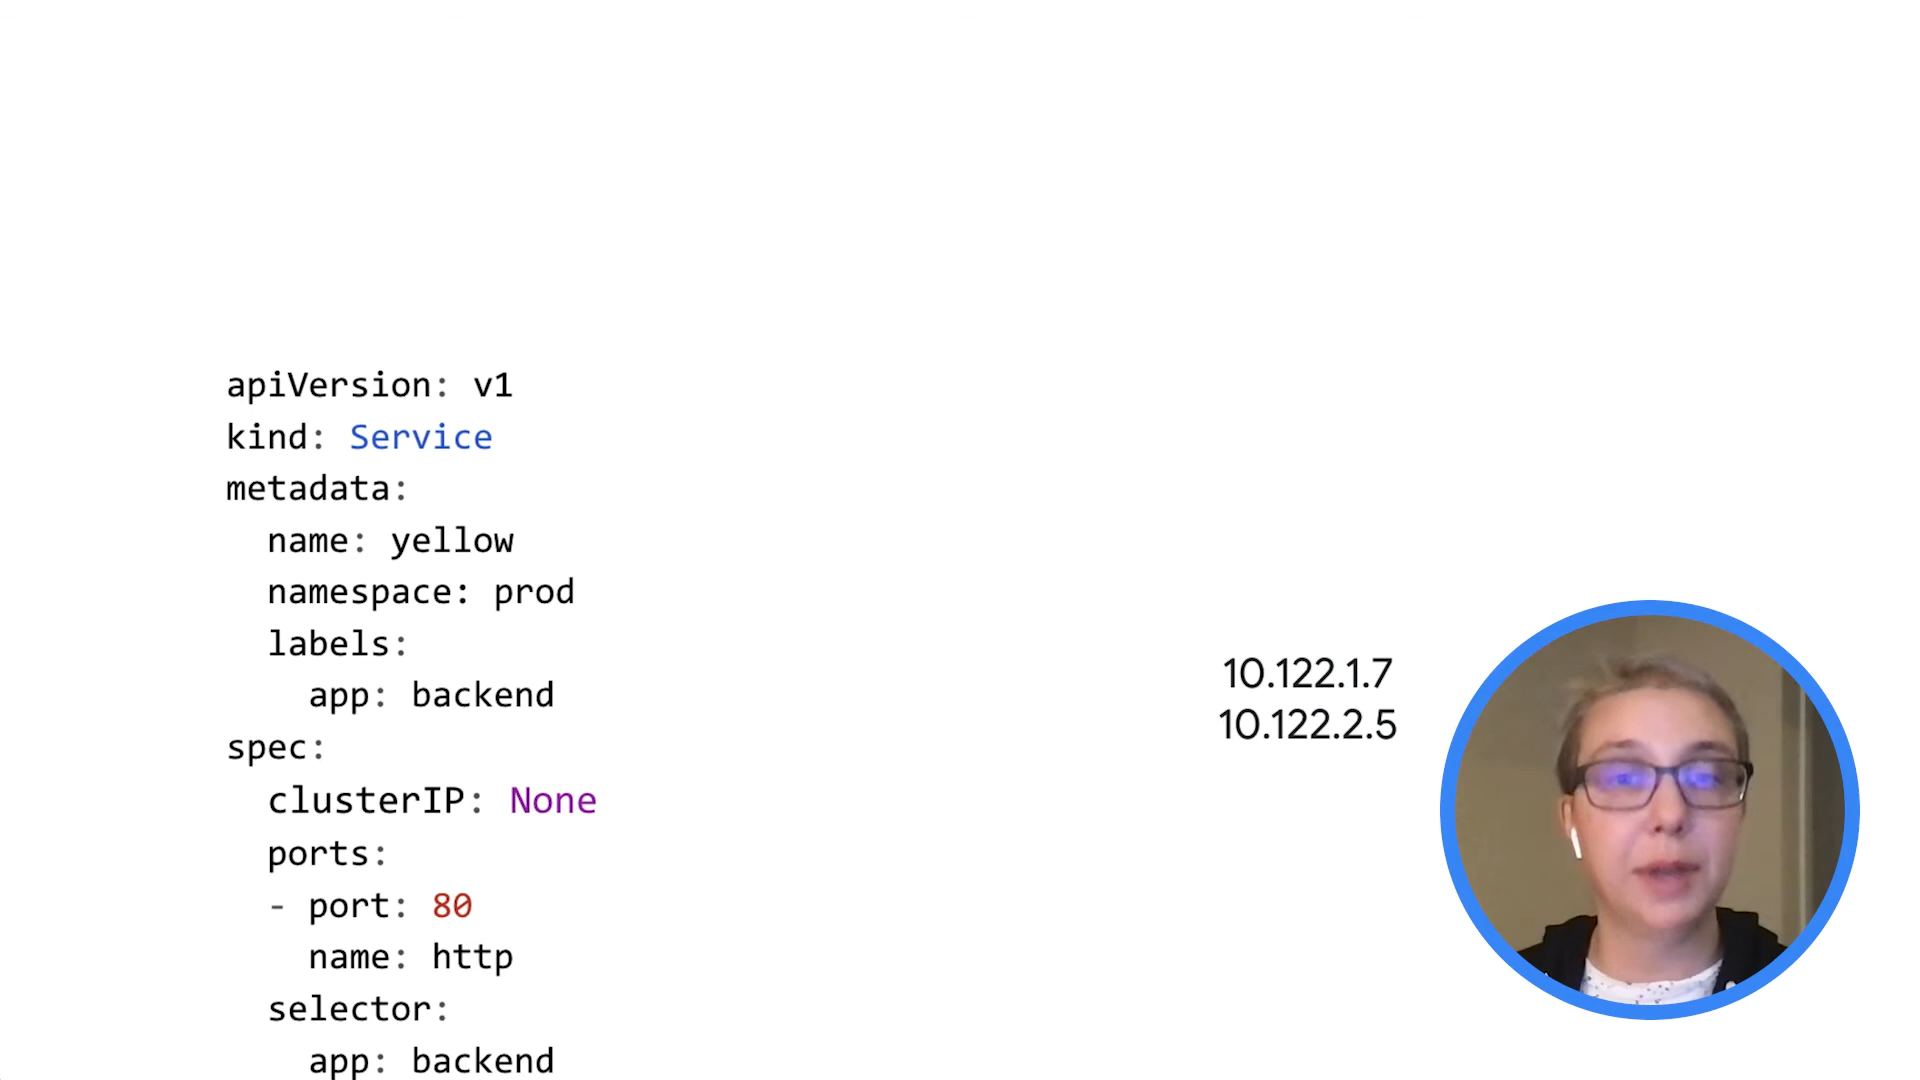 apiVersion: v1
kind: Service
metadata:
  name: yellow
  namespace: prod
  labels:
    app: backend
spec:
  clusterIP: None
  ports:
  - port: 80
    name: http
  selector:
    app: backend
10.122.1.7
10.122.2.5